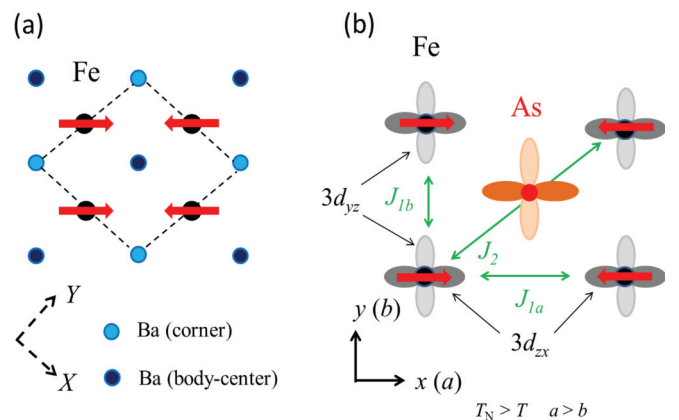 (a)
Fe
Y
X
Ba (corner)
Ba (body-center)
(b)
Fe
As
3d_yz
J_1b
J_2
J_1a
3d_zx
y (b)
x (a)
T_N > T a > b